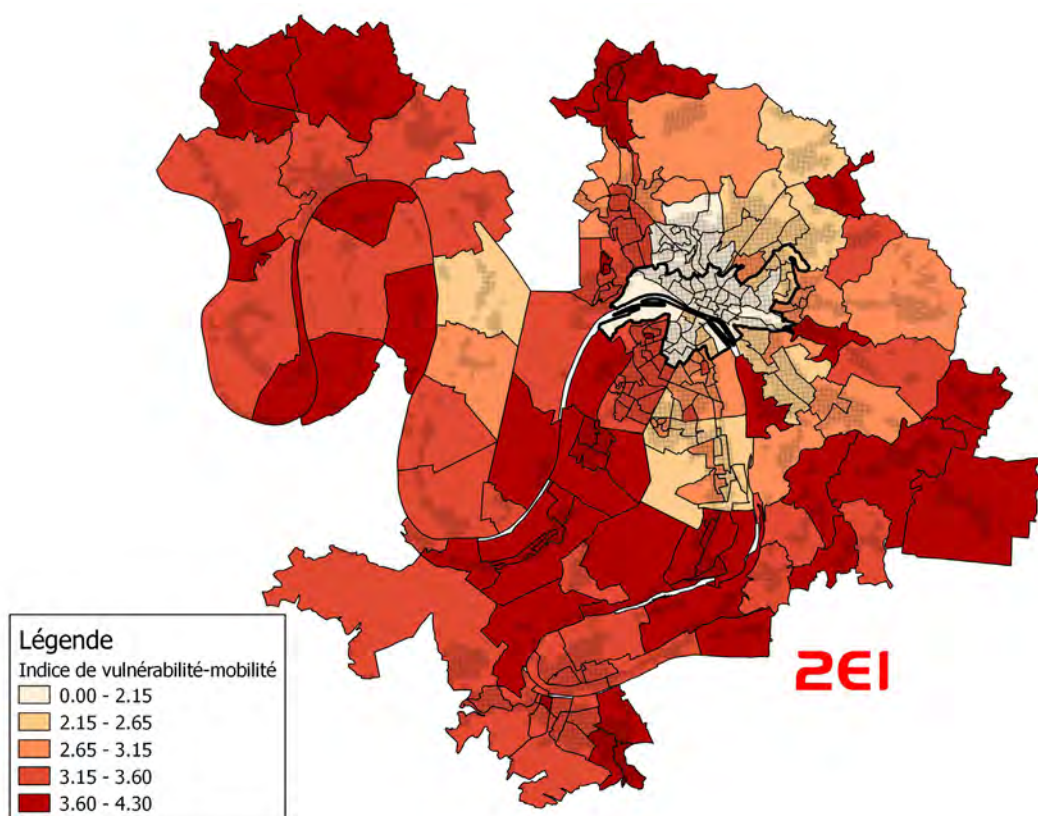 2EI
Légende
Indice de vulnérabilité-mobilité
0.00 - 2.15
2.15 - 2.65
2.65 - 3.15
3.15 - 3.60
3.60 - 4.30